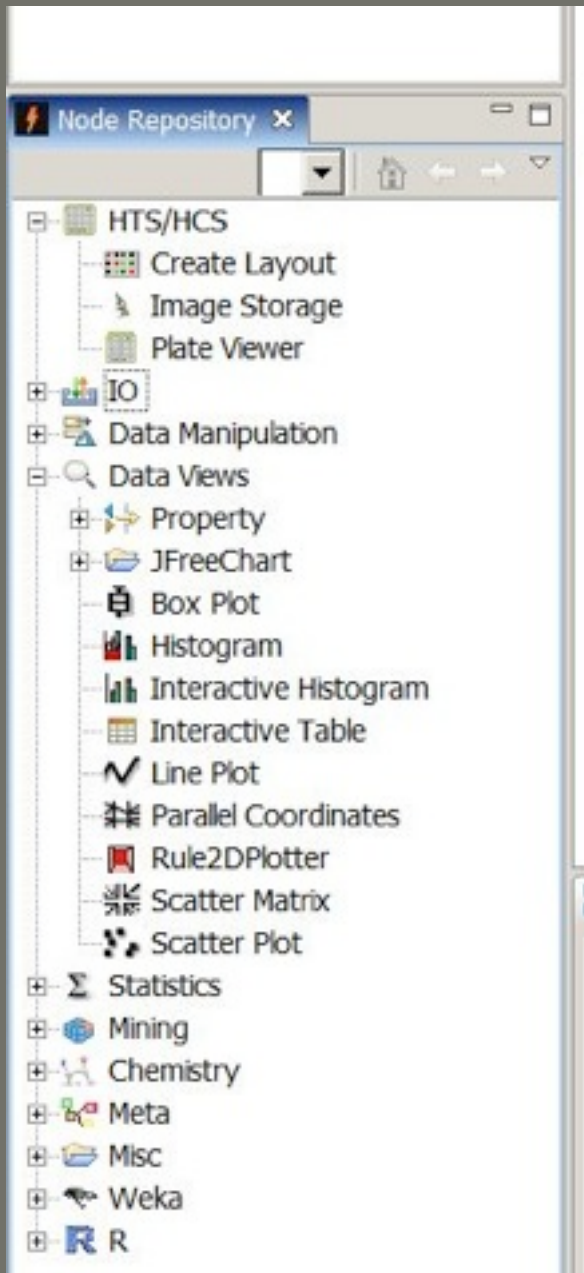 Node Repository
HTS/HCS
Create Layout
Image Storage
Plate Viewer
IO
Data Manipulation
Data Views
Property
JFreeChart
Box Plot
Histogram
Interactive Histogram
Interactive Table
Line Plot
Parallel Coordinates
Rule2DPlotter
Scatter Matrix
Scatter Plot
Σ Statistics
Mining
Chemistry
Meta
Misc
Weka
R R